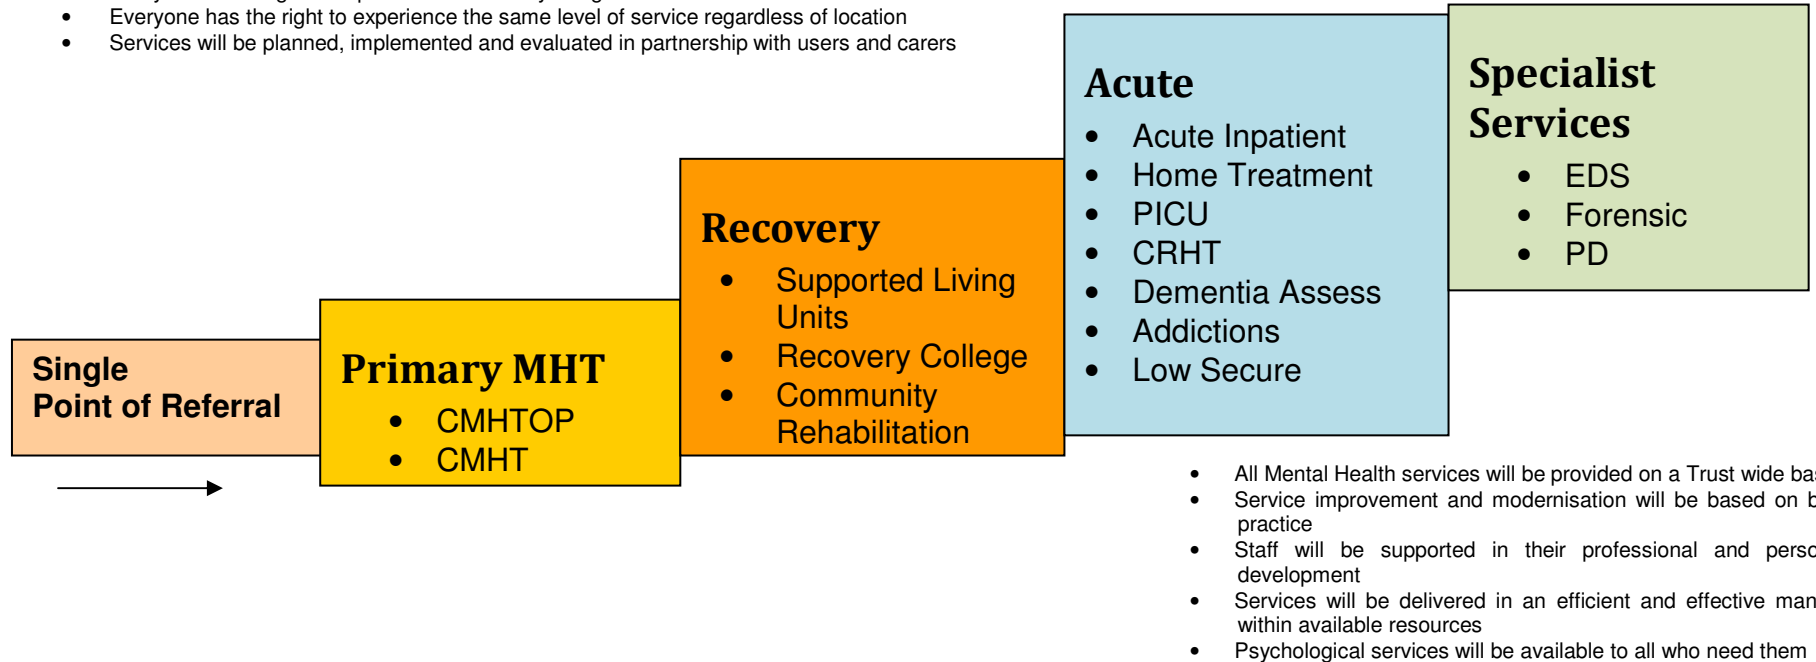 • Everyone has the right to experience the same level of service regardless of location
• Services will be planned, implemented and evaluated in partnership with users and carers
Single
Point of Referral
Primary MHT
• CMHTOP
• CMHT
Recovery
• Supported Living
Units
• Recovery College
• Community
Rehabilitation
Acute
• Acute Inpatient
• Home Treatment
• PICU
• CRHT
• Dementia Assess
• Addictions
• Low Secure
Specialist
Services
• EDS
• Forensic
• PD
• All Mental Health services will be provided on a Trust wide
• Service improvement and modernisation will be based on
practice
• Staff will be supported in their professional and
development
• Services will be delivered in an efficient and effective
within available resources
• Psychological services will be available to all who need them